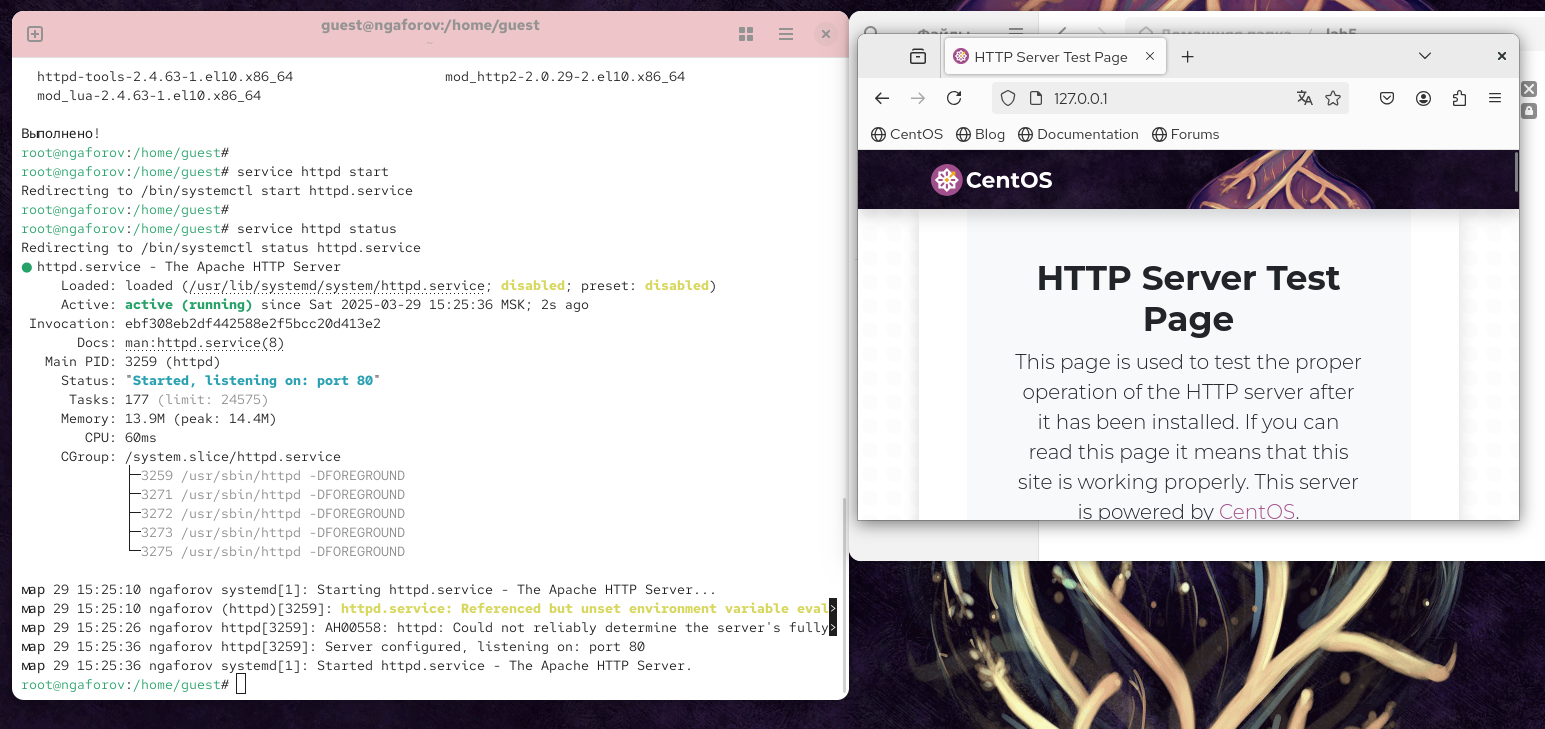 guest@ngaforov:/home/guest
~
httpd-tools-2.4.63-1.el10.x86_64 mod_http2-2.0.29-2.el10.x86_64
mod_lua-2.4.63-1.el10.x86_64
Выполнено!
root@ngaforov:/home/guest#
root@ngaforov:/home/guest# service httpd start
Redirecting to /bin/systemctl start httpd.service
root@ngaforov:/home/guest#
root@ngaforov:/home/guest# service httpd status
Redirecting to /bin/systemctl status httpd.service
● httpd.service - The Apache HTTP Server
Loaded: loaded (/usr/lib/systemd/system/httpd.service; disabled; preset: disabled)
Active: active (running) since Sat 2025-03-29 15:25:36 MSK; 2s ago
Invocation: ebf308eb2df442588e2f5bcc20d413e2
Docs: man:httpd.service(8)
Main PID: 3259 (httpd)
Status: "Started, listening on: port 80"
Tasks: 177 (limit: 24575)
Memory: 13.9M (peak: 14.4M)
CPU: 60ms
CGroup: /system.slice/httpd.service
├─3259 /usr/sbin/httpd -DFOREGROUND
├─3271 /usr/sbin/httpd -DFOREGROUND
├─3272 /usr/sbin/httpd -DFOREGROUND
├─3273 /usr/sbin/httpd -DFOREGROUND
└─3275 /usr/sbin/httpd -DFOREGROUND
мар 29 15:25:10 ngaforov systemd[1]: Starting httpd.service - The Apache HTTP Server...
мар 29 15:25:10 ngaforov (httpd)[3259]: httpd.service: Referenced but unset environment variable eval>
мар 29 15:25:26 ngaforov httpd[3259]: AH00558: httpd: Could not reliably determine the server's fully>
мар 29 15:25:36 ngaforov httpd[3259]: Server configured, listening on: port 80
мар 29 15:25:36 ngaforov systemd[1]: Started httpd.service - The Apache HTTP Server.
root@ngaforov:/home/guest#
HTTP Server Test Page
127.0.0.1
CentOS Blog Documentation Forums
CentOS
HTTP Server Test
Page
This page is used to test the proper
operation of the HTTP server after
it has been installed. If you can
read this page it means that this
site is working properly. This server
is powered by CentOS.